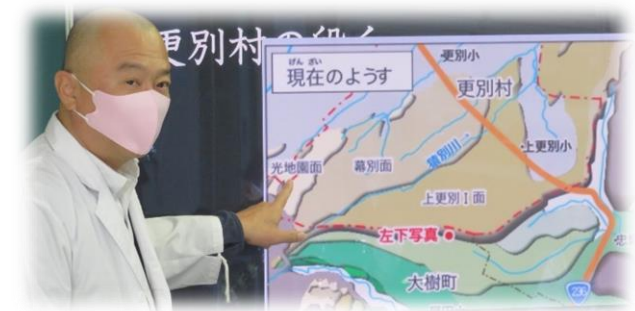 更別村の
げんざい
現在のようす
更別小
更別村
上更別小
猿別川
光地園面
幕別面
上更別Ⅰ面
左下写真
大樹町
236